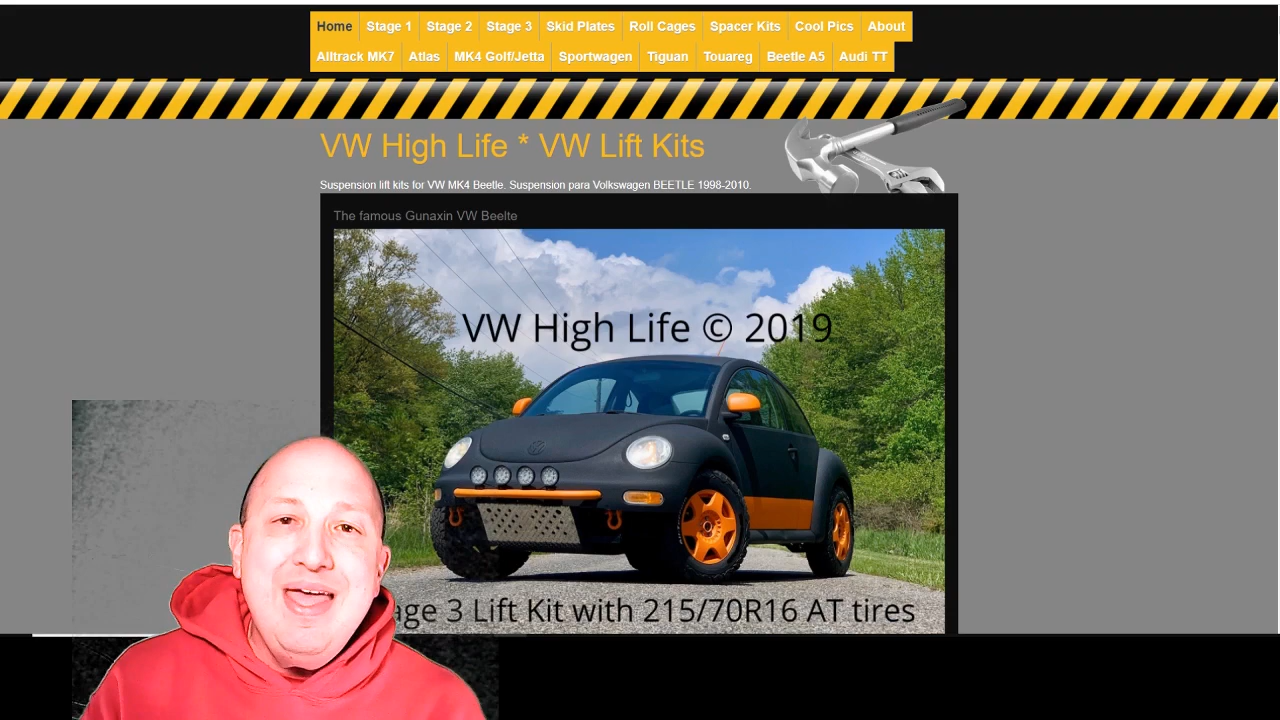 Home Stage 1 Stage 2 Stage 3 Skid Plates Roll Cages Spacer Kits Cool Pics About
Alltrack MK7 Atlas MK4 Golf/Jetta Sportwagen Tiguan Touareg Beetle A5 Audi TT
VW High Life * VW Lift Kits
Suspension lift kits for VW MK4 Beetle. Suspension para Volkswagen BEETLE 1998-2010.
The famous Gunaxin VW Beelte
VW High Life © 2019
age 3 Lift Kit with 215/70R16 AT tires